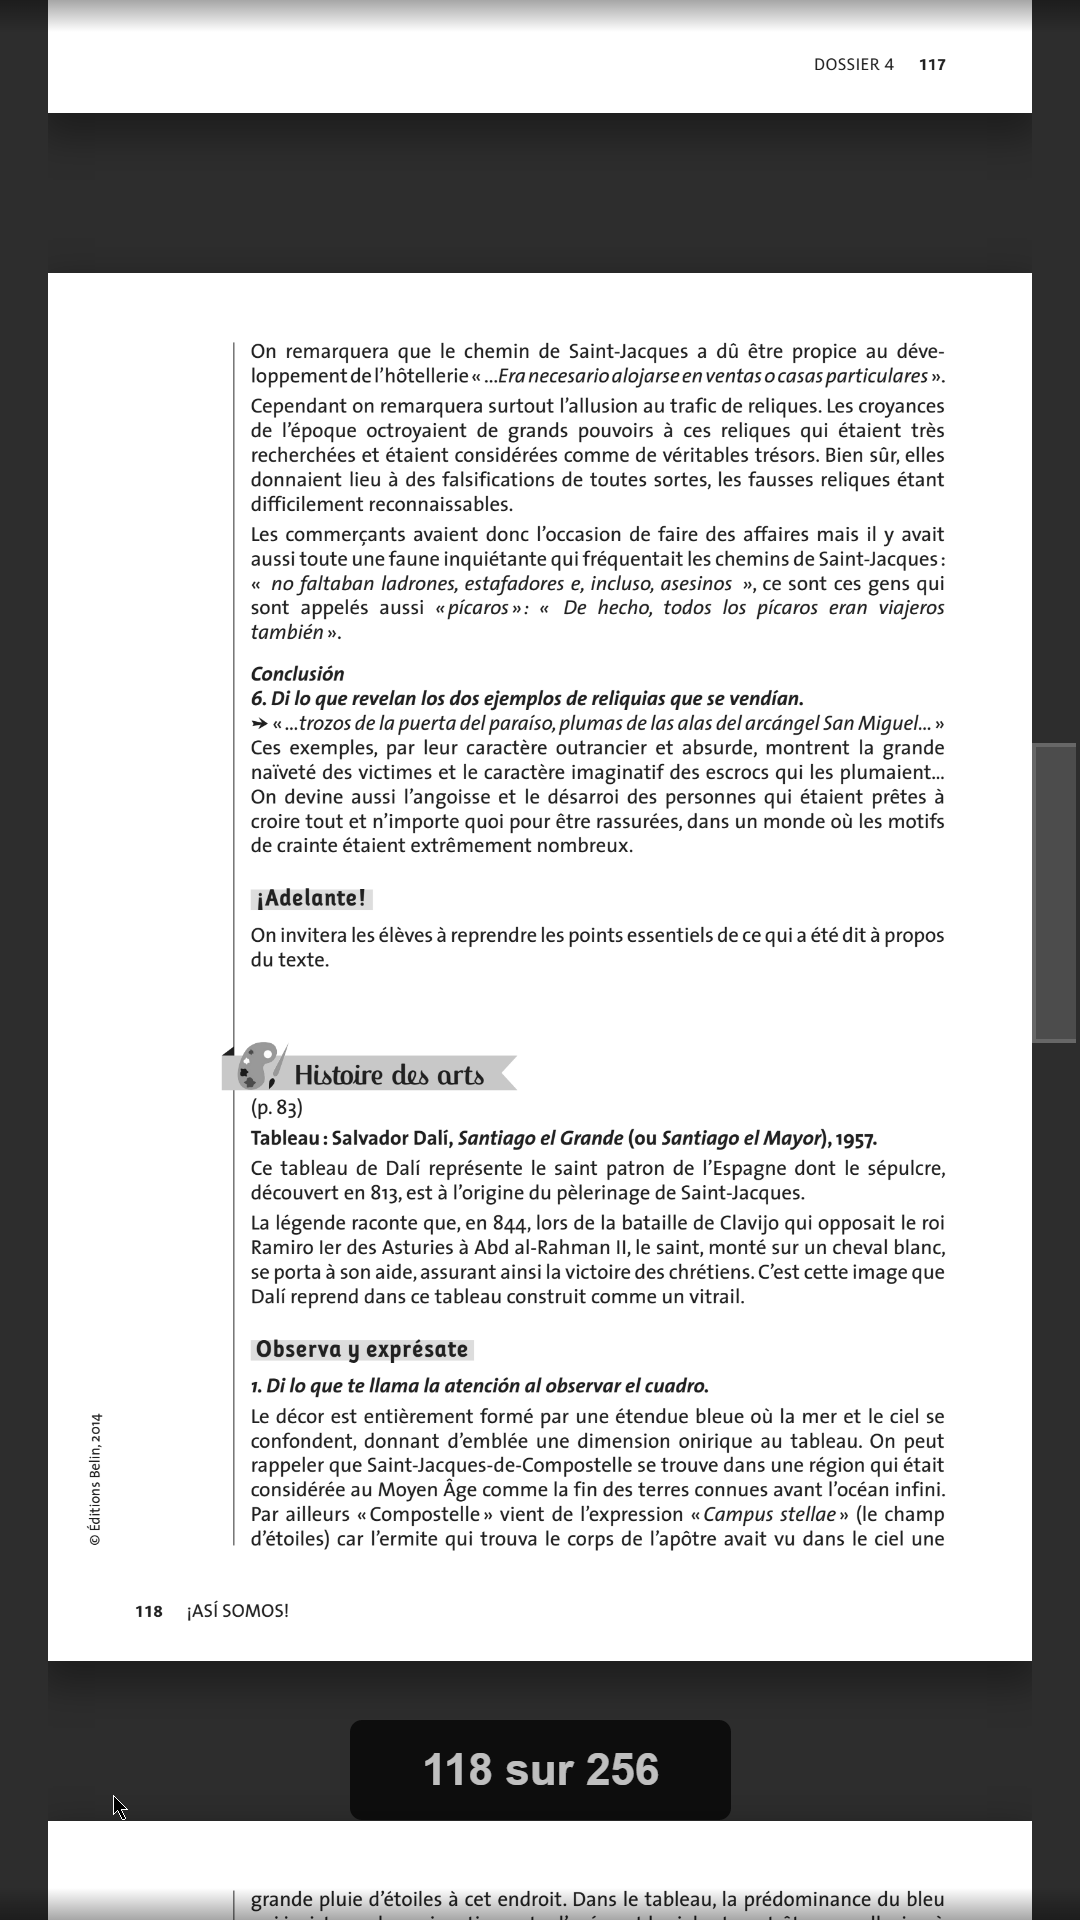 DOSSIER 4 117
On remarquera que le chemin de Saint-Jacques a dû être propice au déve-
loppement de l'hôtellerie « ...Era necesario alojarse en ventas o casas particulares ».
Cependant on remarquera surtout l'allusion au trafic de reliques. Les croyances
de l'époque octroyaient de grands pouvoirs à ces reliques qui étaient très
recherchées et étaient considérées comme de véritables trésors. Bien sûr, elles
donnaient lieu à des falsifications de toutes sortes, les fausses reliques étant
difficilement reconnaissables.
Les commerçants avaient donc l'occasion de faire des affaires mais il y avait
aussi toute une faune inquiétante qui fréquentait les chemins de Saint-Jacques :
« no faltaban ladrones, estafadores e, incluso, asesinos », ce sont ces gens qui
sont appelés aussi « pícaros » : « De hecho, todos los pícaros eran viajeros
también ».
Conclusión
6. Di lo que revelan los dos ejemplos de reliquias que se vendían.
➔ « ...trozos de la puerta del paraíso, plumas de las alas del arcángel San Miguel... »
Ces exemples, par leur caractère outrancier et absurde, montrent la grande
naïveté des victimes et le caractère imaginatif des escrocs qui les plumaient...
On devine aussi l'angoisse et le désarroi des personnes qui étaient prêtes à
croire tout et n'importe quoi pour être rassurées, dans un monde où les motifs
de crainte étaient extrêmement nombreux.
¡Adelante!
On invitera les élèves à reprendre les points essentiels de ce qui a été dit à propos
du texte.
Histoire des arts
(p. 83)
Tableau : Salvador Dalí, Santiago el Grande (ou Santiago el Mayor), 1957.
Ce tableau de Dalí représente le saint patron de l'Espagne dont le sépulcre,
découvert en 813, est à l'origine du pèlerinage de Saint-Jacques.
La légende raconte que, en 844, lors de la bataille de Clavijo qui opposait le roi
Ramiro Ier des Asturies à Abd al-Rahman II, le saint, monté sur un cheval blanc,
se porta à son aide, assurant ainsi la victoire des chrétiens. C'est cette image que
Dalí reprend dans ce tableau construit comme un vitrail.
Observa y exprésate
1. Di lo que te llama la atención al observar el cuadro.
Le décor est entièrement formé par une étendue bleue où la mer et le ciel se
confondent, donnant d'emblée une dimension onirique au tableau. On peut
rappeler que Saint-Jacques-de-Compostelle se trouve dans une région qui était
considérée au Moyen Âge comme la fin des terres connues avant l'océan infini.
Par ailleurs « Compostelle » vient de l'expression « Campus stellae » (le champ
d'étoiles) car l'ermite qui trouva le corps de l'apôtre avait vu dans le ciel une
© Éditions Belin, 2014
118 ¡ASÍ SOMOS!
118 sur 256
grande pluie d'étoiles à cet endroit. Dans le tableau, la prédominance du bleu